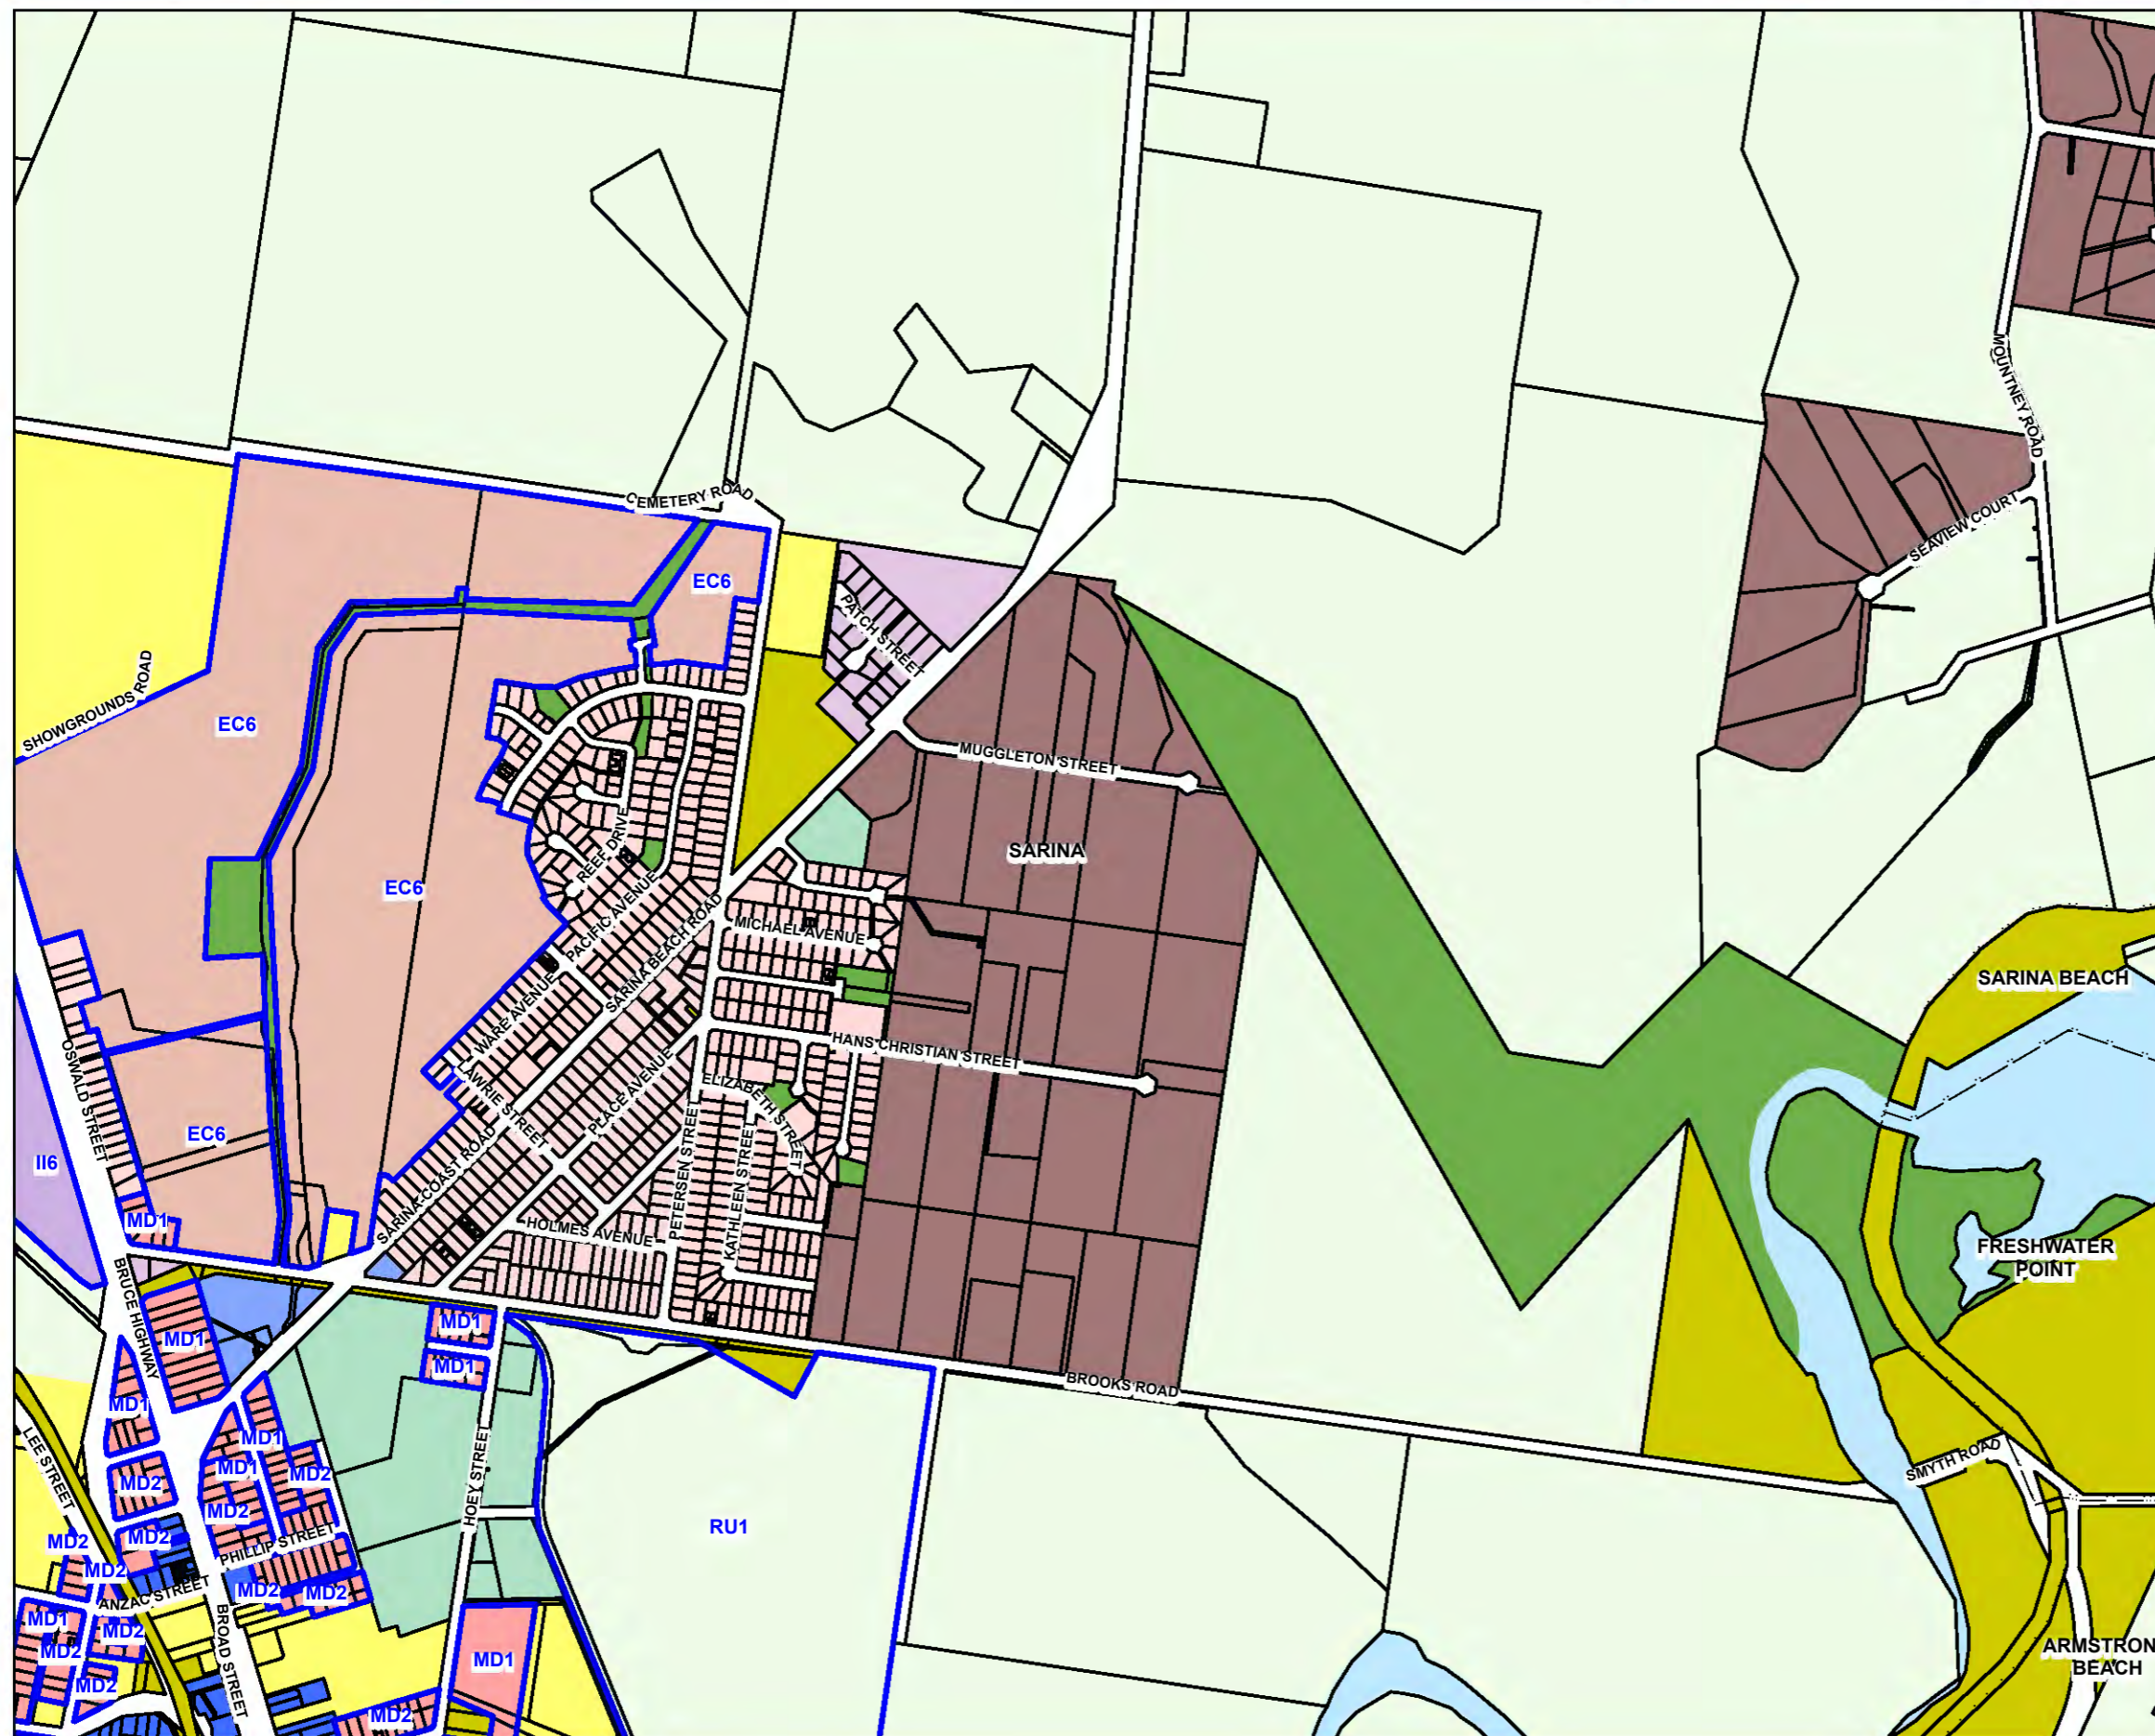 MOUNTNEY ROAD
CEMETERY ROAD
SEAVIEW COURT
EC6
PATCH STREET
SHOWGROUNDS ROAD
EC6
MUGGLETON STREET
REEF DRIVE
SARINA
EC6
PACIFIC AVENUE
MICHAEL AVENUE
SARINA BEACH ROAD
SARINA BEACH
WARE AVENUE
OSWALD STREET
HANS CHRISTIAN STREET
LAWRIE STREET
PLACE AVENUE
ELIZABETH STREET
EC6
II6
PETERSEN STREET
KATHLEEN STREET
SARINA-COAST ROAD
MD1
HOLMES AVENUE
FRESHWATER
POINT
BRUCE HIGHWAY
MD1
MD1
MD1
BROOKS ROAD
MD1
MD1
LEE STREET
MD1
SMYTH ROAD
MD2
MD2
MD2
HOEY STREET
RU1
MD2
MD2
PHILLIP STREET
MD2
ANZAC STREET
MD2
MD2
MD1
MD2
BROAD STREET
MD2
MD1
ARMSTRON
BEACH
MD2
MD2